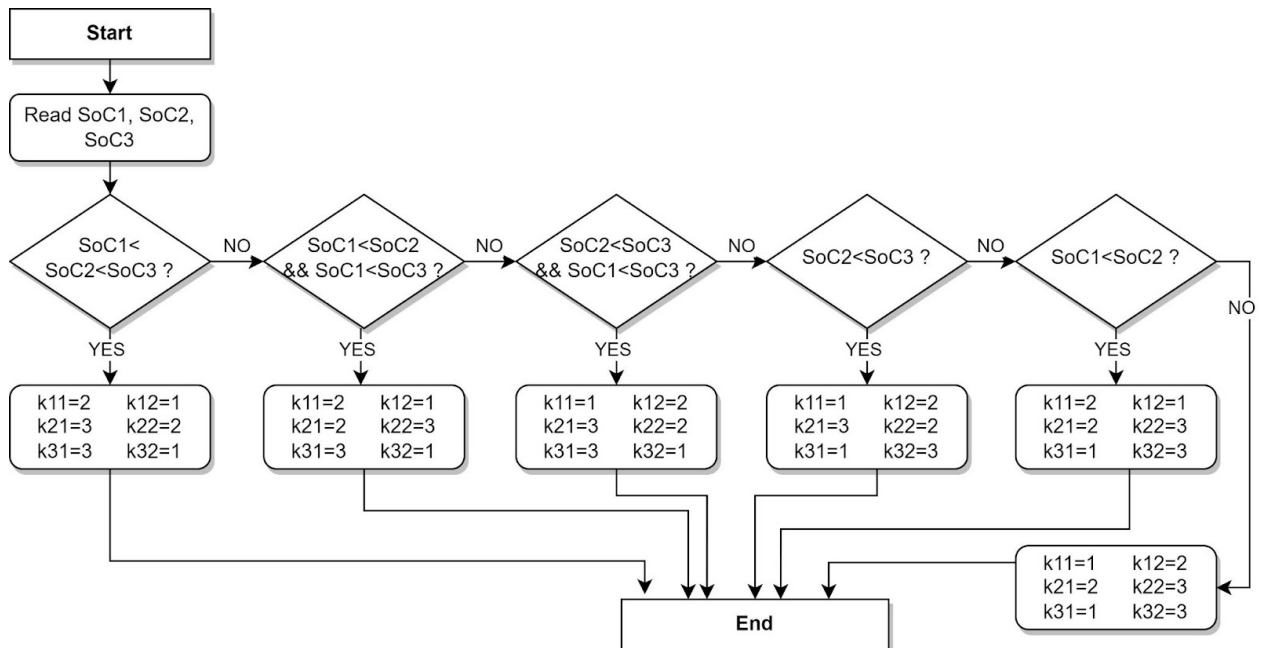 Start
Read SoC1, SoC2,
SoC3
SoC1<
SoC2<SoC3 ?
NO
SoC1<SoC2
&& SoC1<SoC3 ?
NO
SoC2<SoC3
&& SoC1<SoC3 ?
NO
SoC2<SoC3 ?
NO
SoC1<SoC2 ?
NO
YES
YES
YES
YES
YES
k11=2 k12=1
k21=3 k22=2
k31=3 k32=1
k11=2 k12=1
k21=2 k22=3
k31=3 k32=1
k11=1 k12=2
k21=3 k22=2
k31=3 k32=1
k11=1 k12=2
k21=3 k22=2
k31=1 k32=3
k11=2 k12=1
k21=2 k22=3
k31=1 k32=3
k11=1 k12=2
k21=2 k22=3
k31=1 k32=3
End